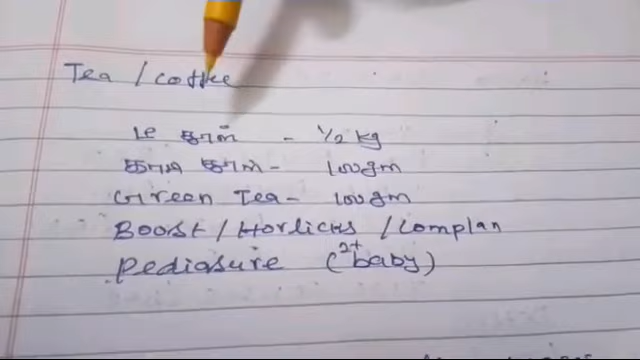 Tea / coffee
டீ தூள் - 1/2 kg
காபி தூள் - 100gm
Green Tea - 100gm
Boost / Horlicks / Complan
Pediasure (2+ baby)